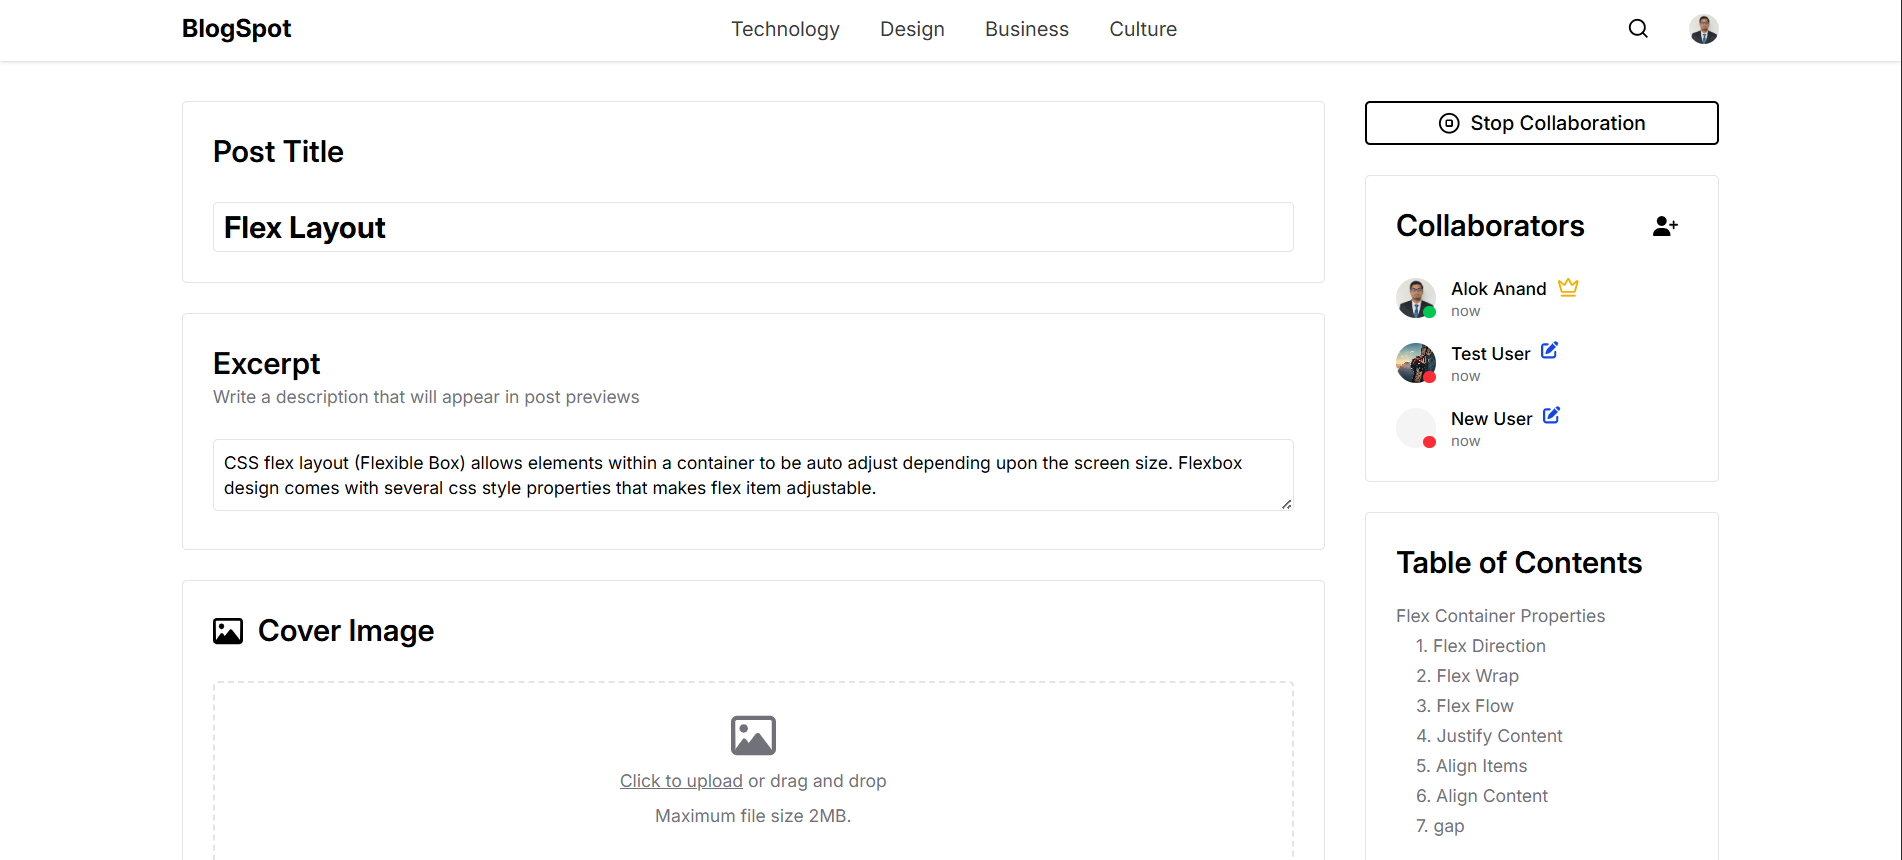 BlogSpot
Technology
Design
Business
Culture
Post Title
Flex Layout
Excerpt
Write a description that will appear in post previews
CSS flex layout (Flexible Box) allows elements within a container to be auto adjust depending upon the screen size. Flexbox
design comes with several css style properties that makes flex item adjustable.
Cover Image
Click to upload or drag and drop
Maximum file size 2MB.
Stop Collaboration
Collaborators
Alok Anand
now
Test User
now
New User
now
Table of Contents
Flex Container Properties
1. Flex Direction
2. Flex Wrap
3. Flex Flow
4. Justify Content
5. Align Items
6. Align Content
7. gap